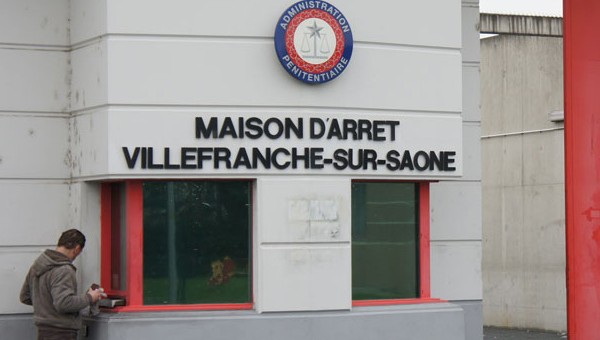 ADMINISTRATION
PENITENTIAIRE
MAISON D'ARRET
VILLEFRANCHE-SUR-SAONE